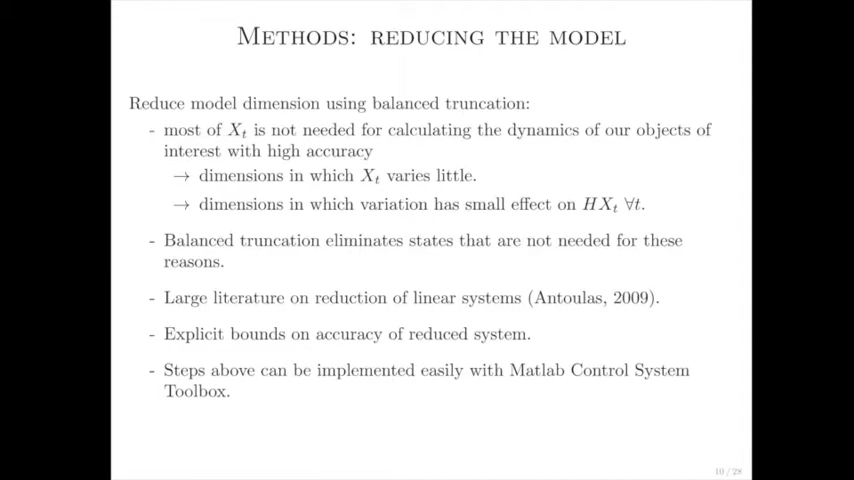 METHODS: REDUCING THE MODEL
Reduce model dimension using balanced truncation:
- most of Xₜ is not needed for calculating the dynamics of our objects of
interest with high accuracy
→ dimensions in which Xₜ varies little.
→ dimensions in which variation has small effect on HXₜ ∀t.
- Balanced truncation eliminates states that are not needed for these
reasons.
- Large literature on reduction of linear systems (Antoulas, 2009).
- Explicit bounds on accuracy of reduced system.
- Steps above can be implemented easily with Matlab Control System
Toolbox.
10 / 28